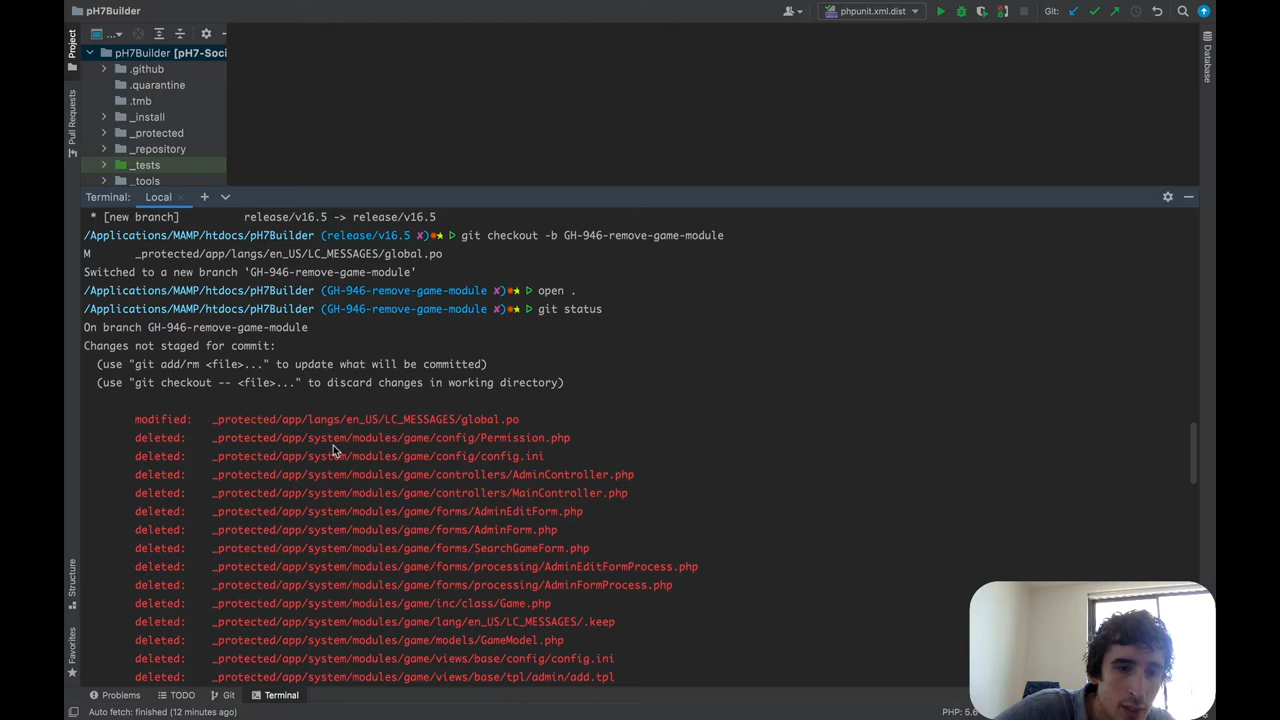 pH7Builder
phpunit.xml.dist
Git:
Project
...
pH7Builder [pH7-Soci
.github
.quarantine
.tmb
_install
_protected
_repository
_tests
_tools
Pull Requests
Database
Terminal: Local
* [new branch] release/v16.5 -> release/v16.5
/Applications/MAMP/htdocs/pH7Builder (release/v16.5 ✘)✹★ ▷ git checkout -b GH-946-remove-game-module
M _protected/app/langs/en_US/LC_MESSAGES/global.po
Switched to a new branch 'GH-946-remove-game-module'
/Applications/MAMP/htdocs/pH7Builder (GH-946-remove-game-module ✘)✹★ ▷ open .
/Applications/MAMP/htdocs/pH7Builder (GH-946-remove-game-module ✘)✹★ ▷ git status
On branch GH-946-remove-game-module
Changes not staged for commit:
(use "git add/rm <file>..." to update what will be committed)
(use "git checkout -- <file>..." to discard changes in working directory)
modified: _protected/app/langs/en_US/LC_MESSAGES/global.po
deleted: _protected/app/system/modules/game/config/Permission.php
deleted: _protected/app/system/modules/game/config/config.ini
deleted: _protected/app/system/modules/game/controllers/AdminController.php
deleted: _protected/app/system/modules/game/controllers/MainController.php
deleted: _protected/app/system/modules/game/forms/AdminEditForm.php
deleted: _protected/app/system/modules/game/forms/AdminForm.php
deleted: _protected/app/system/modules/game/forms/SearchGameForm.php
deleted: _protected/app/system/modules/game/forms/processing/AdminEditFormProcess.php
deleted: _protected/app/system/modules/game/forms/processing/AdminFormProcess.php
deleted: _protected/app/system/modules/game/inc/class/Game.php
deleted: _protected/app/system/modules/game/lang/en_US/LC_MESSAGES/.keep
deleted: _protected/app/system/modules/game/models/GameModel.php
deleted: _protected/app/system/modules/game/views/base/config/config.ini
deleted: _protected/app/system/modules/game/views/base/tpl/admin/add.tpl
Structure
Favorites
Problems TODO Git Terminal
Auto fetch: finished (12 minutes ago)
PHP: 5.6